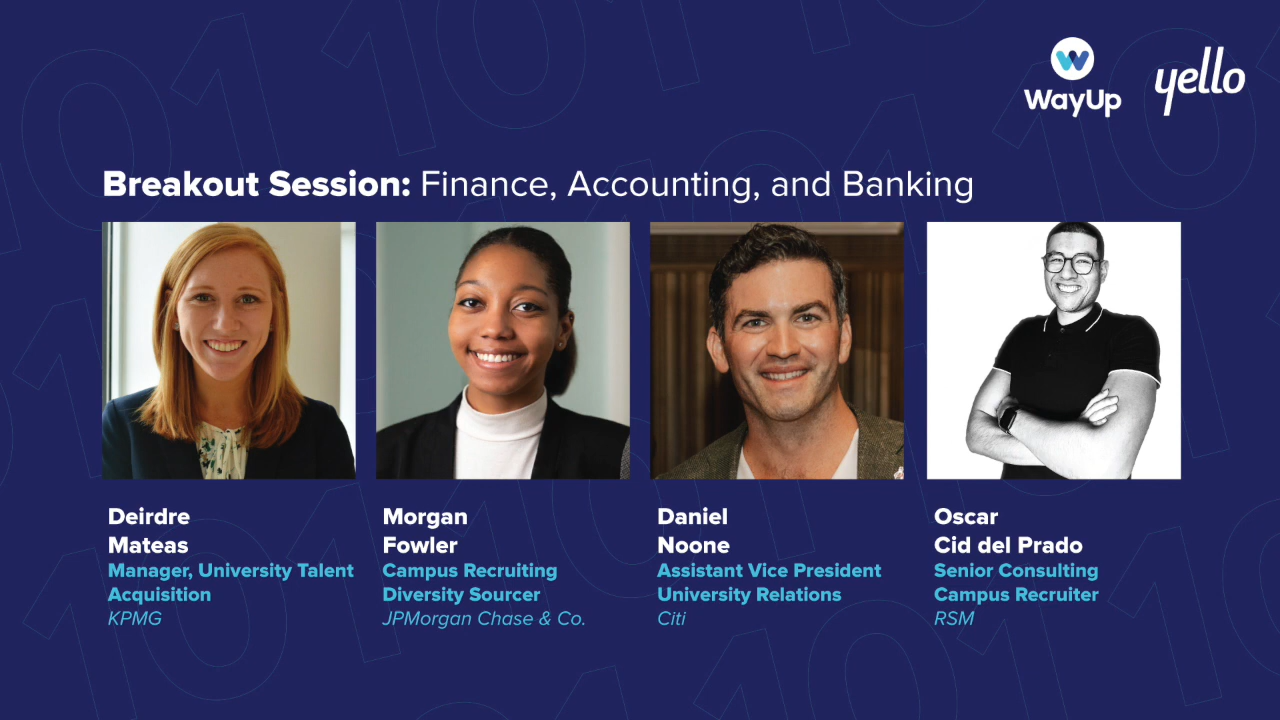 WayUp
yello
Breakout Session: Finance, Accounting, and Banking
Deirdre
Mateas
Manager, University Talent
Acquisition
KPMG
Morgan
Fowler
Campus Recruiting
Diversity Sourcer
JPMorgan Chase & Co.
Daniel
Noone
Assistant Vice President
University Relations
Citi
Oscar
Cid del Prado
Senior Consulting
Campus Recruiter
RSM